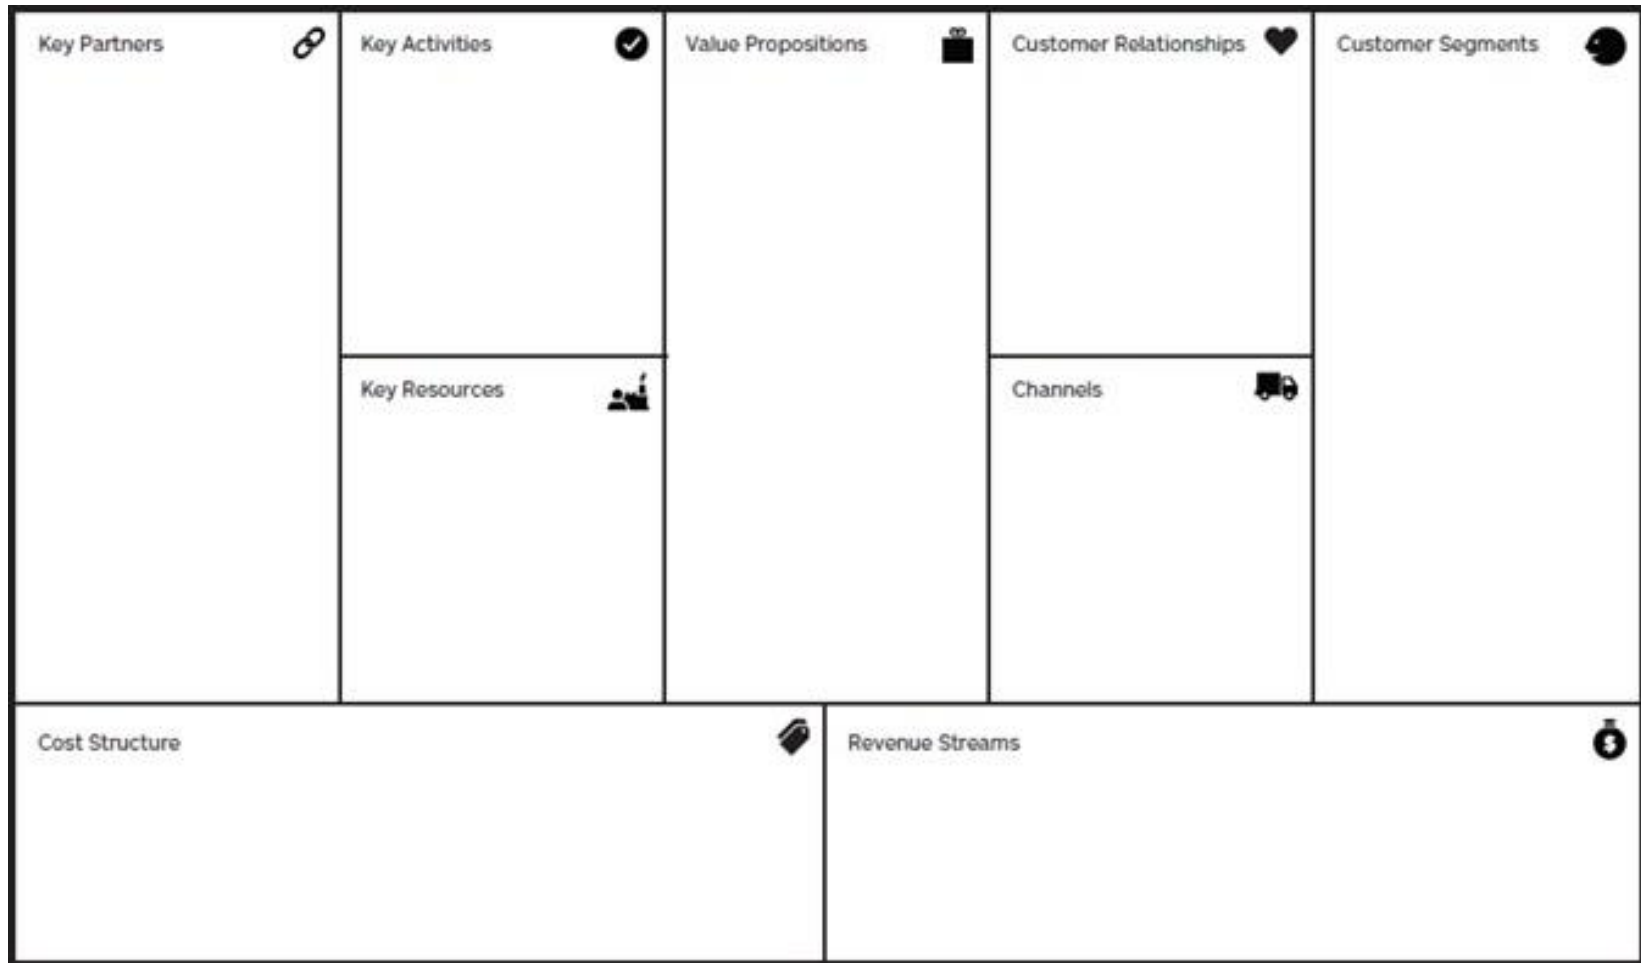 Key Partners
Key Activities
Value Propositions
Customer Relationships
Customer Segments
Key Resources
Channels
Cost Structure
Revenue Streams